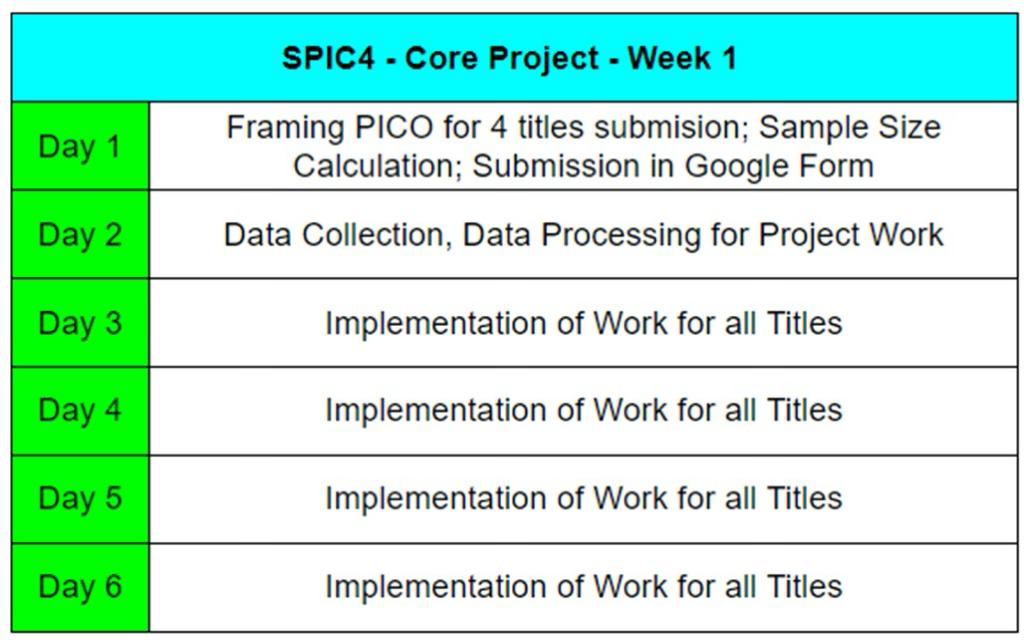 SPIC4 - Core Project - Week 1
Day 1
Framing PICO for 4 titles submision; Sample Size
Calculation; Submission in Google Form
Day 2
Data Collection, Data Processing for Project Work
Day 3
Implementation of Work for all Titles
Day 4
Implementation of Work for all Titles
Day 5
Implementation of Work for all Titles
Day 6
Implementation of Work for all Titles